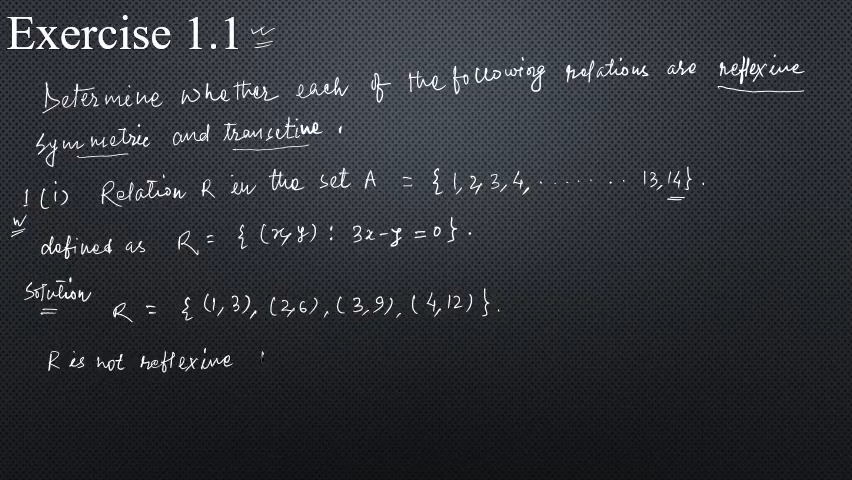 Exercise 1.1
Determine whether each of the following relations are reflexive
symmetric and transetive.
1 (i) Relation R in the set A = {1, 2, 3, 4, ........ 13, 14}.
defined as R = {(x, y) : 3x - y = 0}.
Solution R = {(1, 3), (2, 6), (3, 9), (4, 12)}.
R is not reflexive